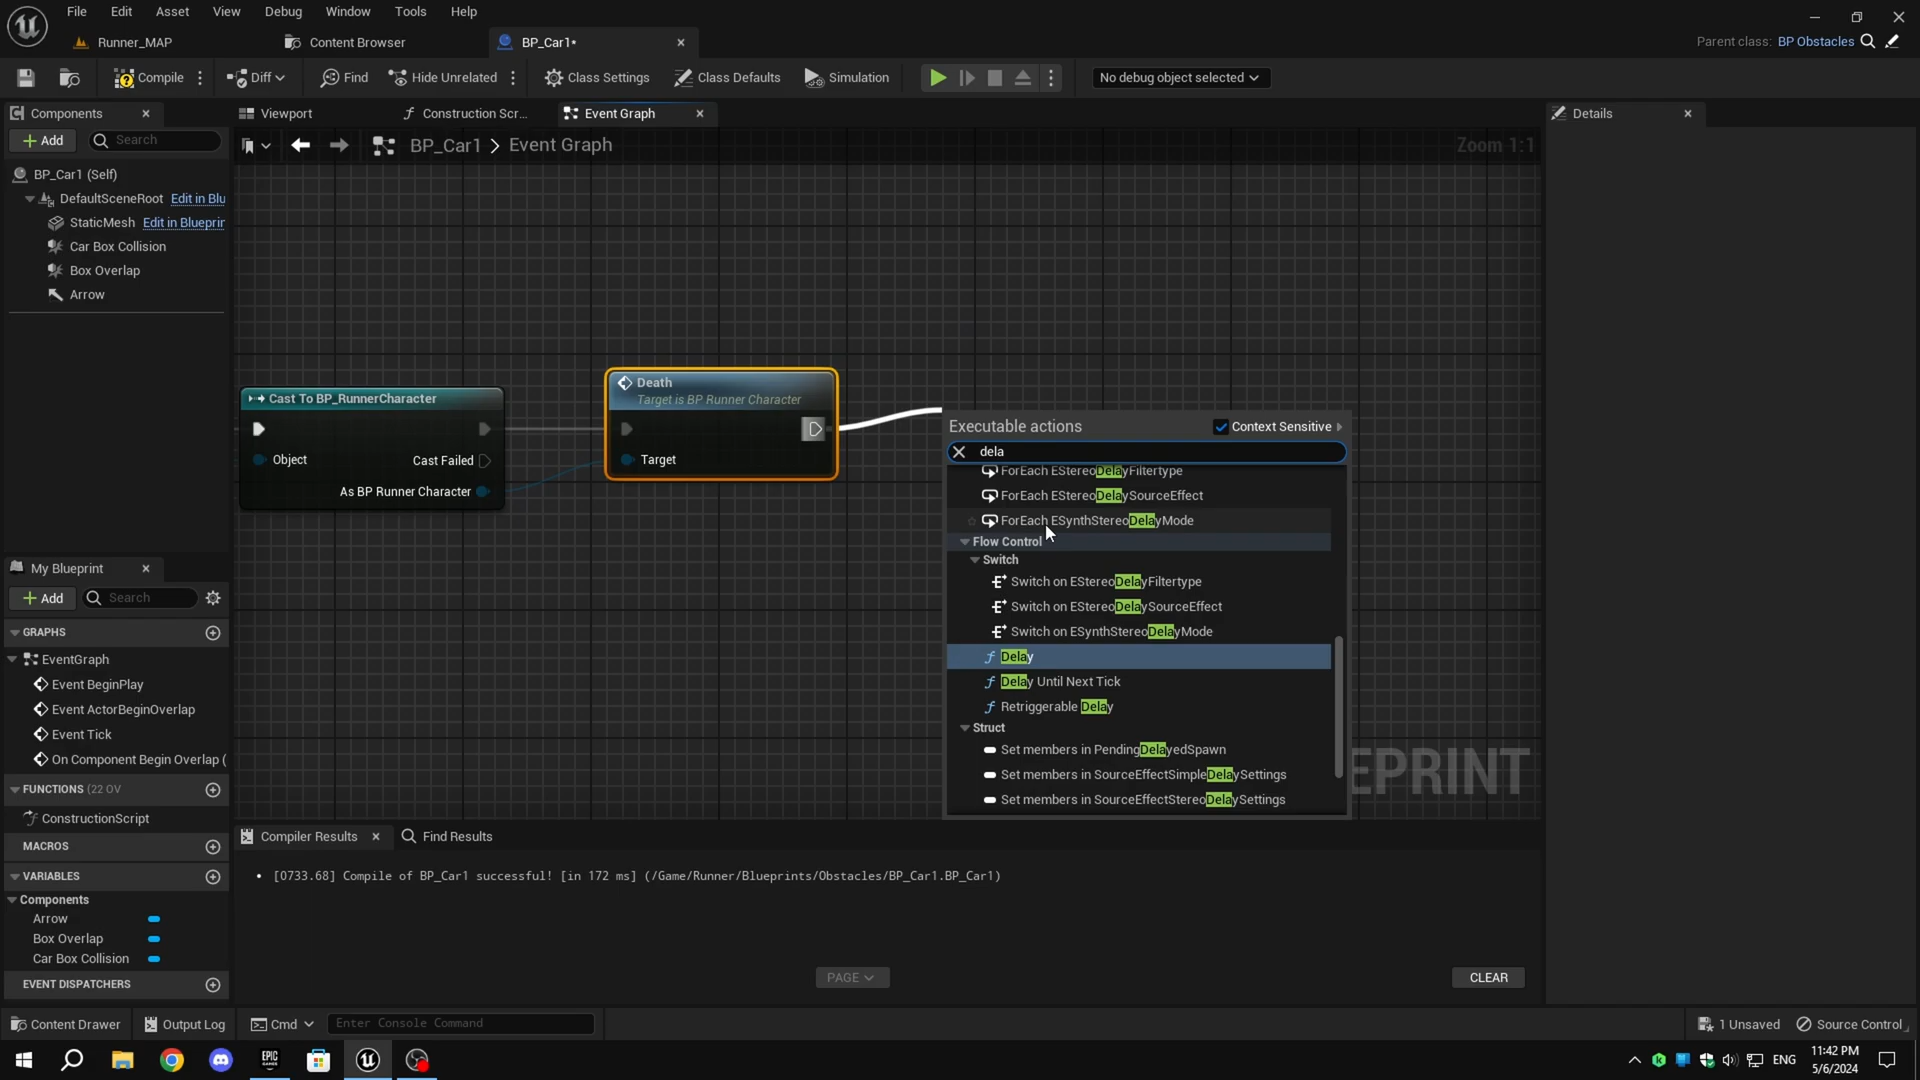 File Edit Asset View Debug Window Tools Help
Runner_MAP Content Browser BP_Car1* Parent class: BP Obstacles
Compile Diff Find Hide Unrelated Class Settings Class Defaults Simulation No debug object selected
Components Viewport Construction Scr... Event Graph Details
Add Search BP_Car1 > Event Graph Zoom 1:1
BP_Car1 (Self)
DefaultSceneRoot Edit in Blu
StaticMesh Edit in Blueprin
Car Box Collision
Box Overlap
Arrow
Death
Target is BP Runner Character
Target
Cast To BP_RunnerCharacter
Object Cast Failed
As BP Runner Character
Executable actions Context Sensitive
dela
ForEach EStereoDelayFiltertype
ForEach EStereoDelaySourceEffect
ForEach ESynthStereoDelayMode
Flow Control
Switch
Switch on EStereoDelayFiltertype
Switch on EStereoDelaySourceEffect
Switch on ESynthStereoDelayMode
Delay
Delay Until Next Tick
Retriggerable Delay
Struct
Set members in PendingDelayedSpawn
Set members in SourceEffectSimpleDelaySettings
Set members in SourceEffectStereoDelaySettings
EPRINT
My Blueprint
Add Search
GRAPHS
EventGraph
Event BeginPlay
Event ActorBeginOverlap
Event Tick
On Component Begin Overlap (
FUNCTIONS (22 OV
ConstructionScript
MACROS
VARIABLES
Components
Arrow
Box Overlap
Car Box Collision
EVENT DISPATCHERS
Compiler Results Find Results
• [0733.68] Compile of BP_Car1 successful! [in 172 ms] (/Game/Runner/Blueprints/Obstacles/BP_Car1.BP_Car1)
PAGE CLEAR
Content Drawer Output Log Cmd Enter Console Command 1 Unsaved Source Control
EPIC GAMES
ENG 11:42 PM
5/6/2024